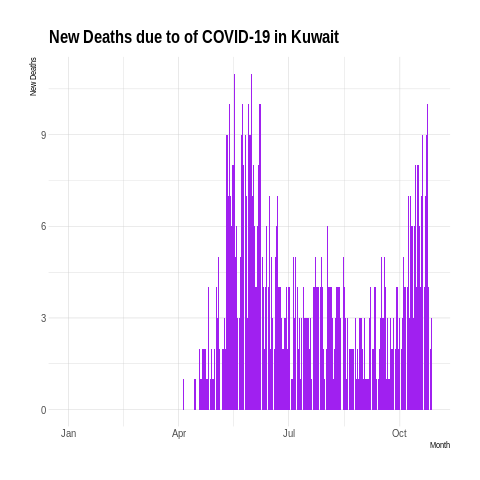 New Deaths due to of COVID-19 in Kuwait
New Deaths
9
6
3
0
Jan Apr Jul Oct
Month